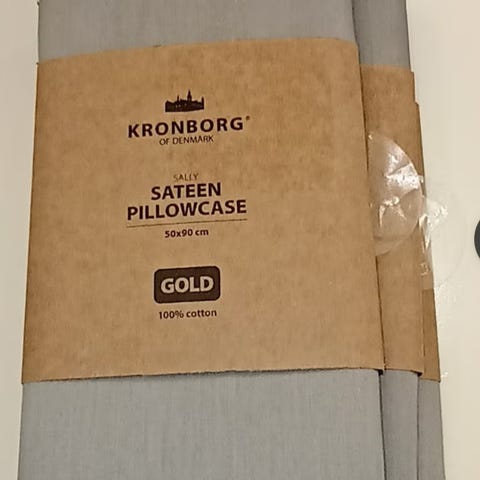 KRONBORG®
OF DENMARK
SALLY
SATEEN
PILLOWCASE
50x90 cm
GOLD
100% cotton